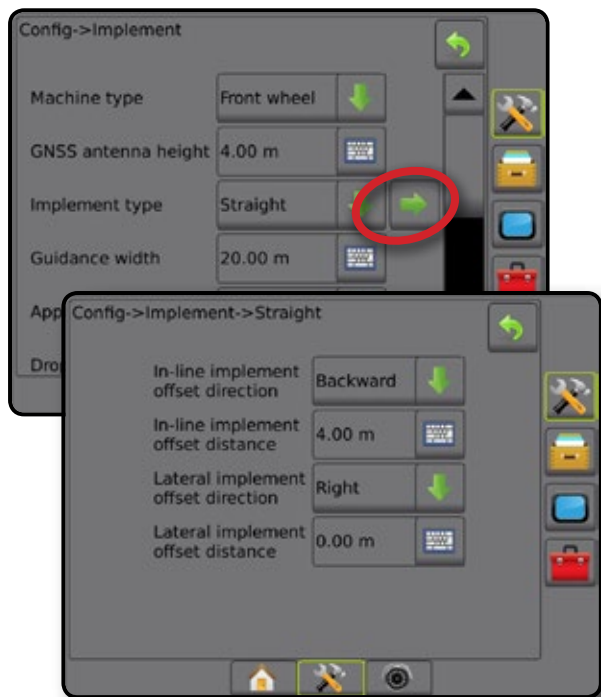 Config->Implement
Machine type Front wheel
GNSS antenna height 4.00 m
Implement type Straight
Guidance width 20.00 m
App
Dro
Config->Implement->Straight
In-line implement
offset direction
Backward
In-line implement
offset distance
4.00 m
Lateral implement
offset direction
Right
Lateral implement
offset distance
0.00 m